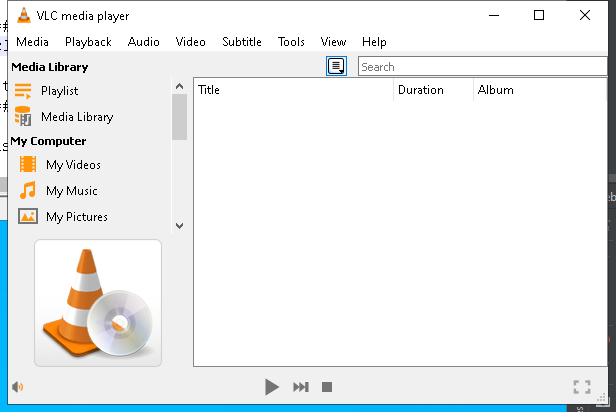 VLC media player
Media Playback Audio Video Subtitle Tools View Help
Media Library
Search
Playlist
Media Library
My Computer
My Videos
My Music
My Pictures
Title Duration Album